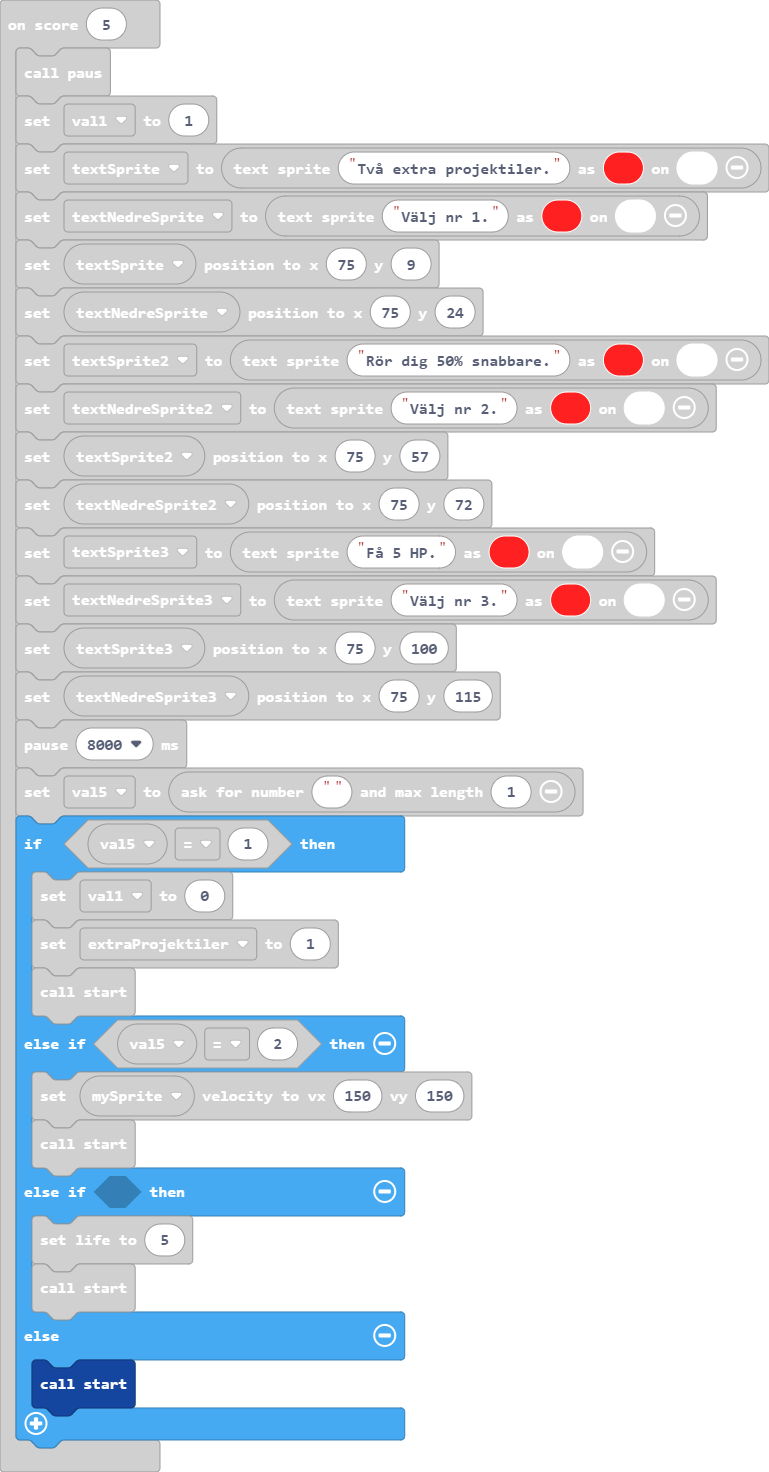 on score 5
call paus
set val1 to 1
set textSprite to text sprite "Två extra projektiler." as on
set textNedreSprite to text sprite "Välj nr 1." as on
set textSprite position to x 75 y 9
set textNedreSprite position to x 75 y 24
set textSprite2 to text sprite "Rör dig 50% snabbare." as on
set textNedreSprite2 to text sprite "Välj nr 2." as on
set textSprite2 position to x 75 y 57
set textNedreSprite2 position to x 75 y 72
set textSprite3 to text sprite "Få 5 HP." as on
set textNedreSprite3 to text sprite "Välj nr 3." as on
set textSprite3 position to x 75 y 100
set textNedreSprite3 position to x 75 y 115
pause 8000 ms
set val5 to ask for number "" and max length 1
if val5 = 1 then
set val1 to 0
set extraProjektiler to 1
call start
else if val5 = 2 then
set mySprite velocity to vx 150 vy 150
call start
else if then
set life to 5
call start
else
call start